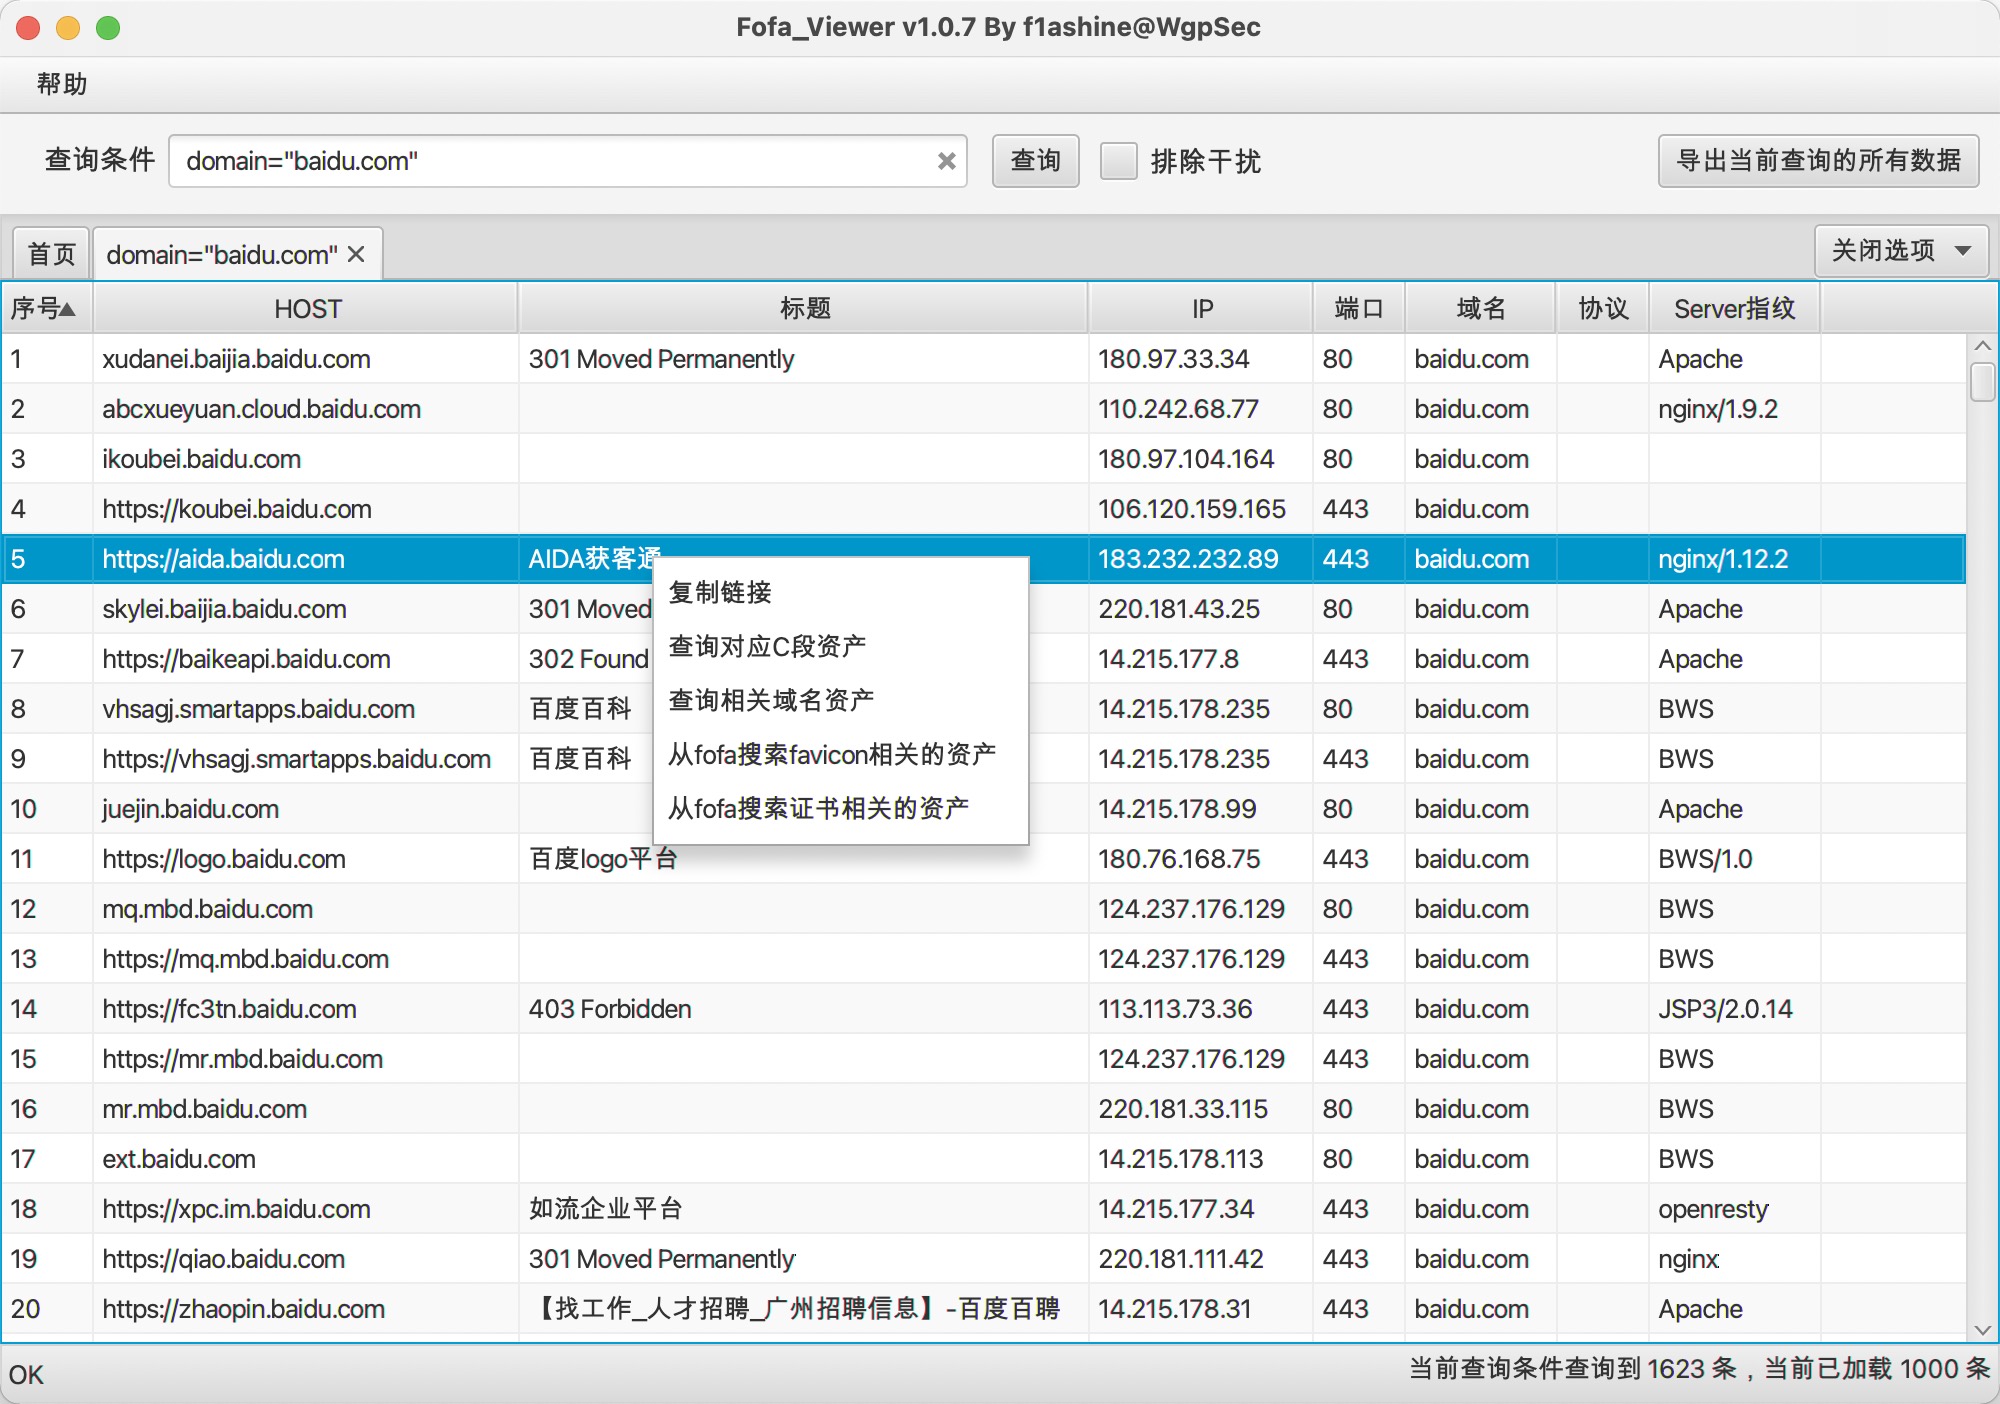 Fofa_Viewer v1.0.7 By f1ashine@WgpSec
帮助
查询条件 domain="baidu.com" 查询 排除干扰 导出当前查询的所有数据
首页 domain="baidu.com" 关闭选项
序号 HOST 标题 IP 端口 域名 协议 Server指纹
1 xudanei.baijia.baidu.com 301 Moved Permanently 180.97.33.34 80 baidu.com Apache
2 abcxueyuan.cloud.baidu.com 110.242.68.77 80 baidu.com nginx/1.9.2
3 ikoubei.baidu.com 180.97.104.164 80 baidu.com
4 https://koubei.baidu.com 106.120.159.165 443 baidu.com
5 https://aida.baidu.com AIDA获客通 183.232.232.89 443 baidu.com nginx/1.12.2
复制链接
查询对应C段资产
查询相关域名资产
从fofa搜索favicon相关的资产
从fofa搜索证书相关的资产
6 skylei.baijia.baidu.com 301 Moved 220.181.43.25 80 baidu.com Apache
7 https://baikeapi.baidu.com 302 Found 14.215.177.8 443 baidu.com Apache
8 vhsagj.smartapps.baidu.com 百度百科 14.215.178.235 80 baidu.com BWS
9 https://vhsagj.smartapps.baidu.com 百度百科 14.215.178.235 443 baidu.com BWS
10 juejin.baidu.com 14.215.178.99 80 baidu.com Apache
11 https://logo.baidu.com 百度logo平台 180.76.168.75 443 baidu.com BWS/1.0
12 mq.mbd.baidu.com 124.237.176.129 80 baidu.com BWS
13 https://mq.mbd.baidu.com 124.237.176.129 443 baidu.com BWS
14 https://fc3tn.baidu.com 403 Forbidden 113.113.73.36 443 baidu.com JSP3/2.0.14
15 https://mr.mbd.baidu.com 124.237.176.129 443 baidu.com BWS
16 mr.mbd.baidu.com 220.181.33.115 80 baidu.com BWS
17 ext.baidu.com 14.215.178.113 80 baidu.com BWS
18 https://xpc.im.baidu.com 如流企业平台 14.215.177.34 443 baidu.com openresty
19 https://qiao.baidu.com 301 Moved Permanently 220.181.111.42 443 baidu.com nginx
20 https://zhaopin.baidu.com 【找工作_人才招聘_广州招聘信息】-百度百聘 14.215.178.31 443 baidu.com Apache
OK 当前查询条件查询到 1623 条，当前已加载 1000 条